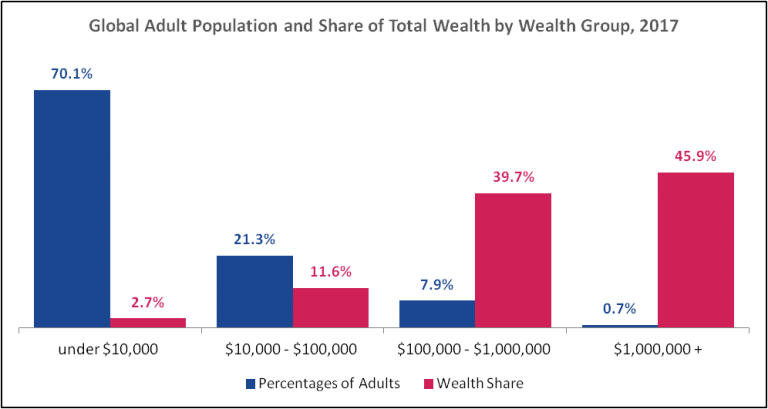 Global Adult Population and Share of Total Wealth by Wealth Group, 2017
70.1%
2.7%
21.3%
11.6%
7.9%
39.7%
0.7%
45.9%
under $10,000
$10,000 - $100,000
$100,000 - $1,000,000
$1,000,000 +
Percentages of Adults
Wealth Share